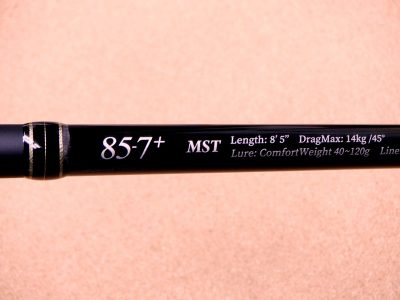 85-7+ MST
Length: 8' 5" DragMax: 14kg /45°
Lure: ComfortWeight 40~120g Line